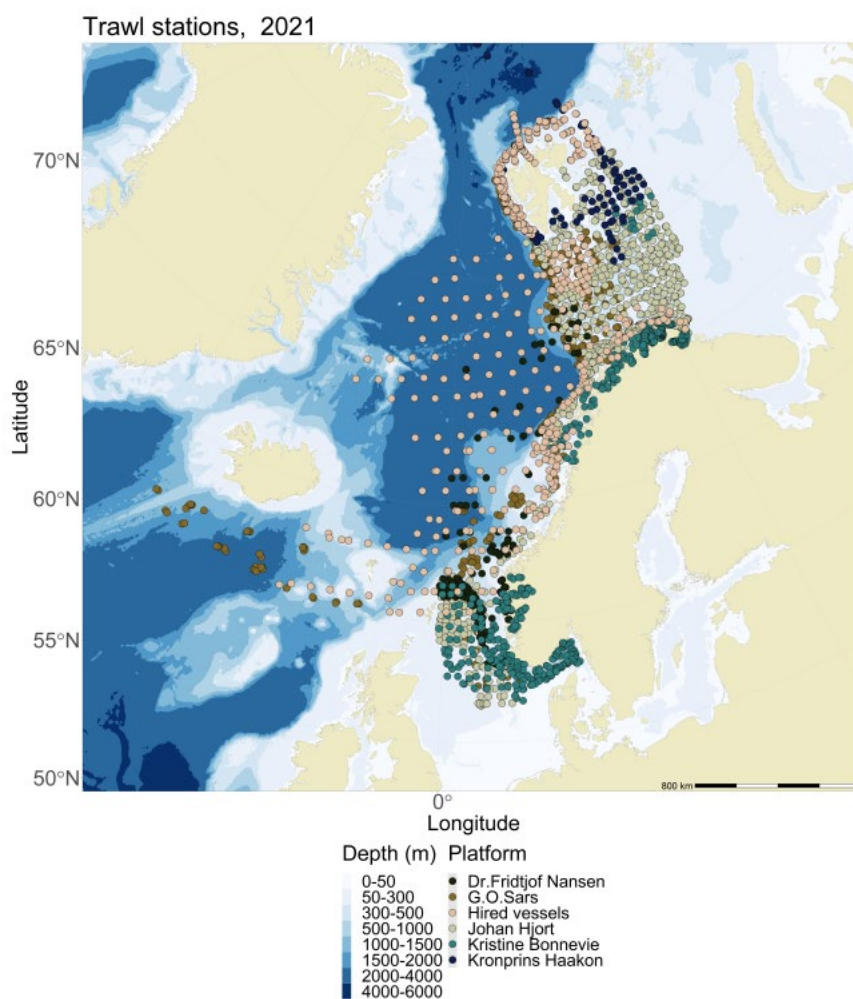 Trawl stations, 2021
70°N
65°N
60°N
55°N
50°N
Latitude
800 km
0°
Longitude
Depth (m)
0-50
50-300
300-500
500-1000
1000-1500
1500-2000
2000-4000
4000-6000
Platform
Dr.Fridtjof Nansen
G.O.Sars
Hired vessels
Johan Hjort
Kristine Bonnevie
Kronprins Haakon